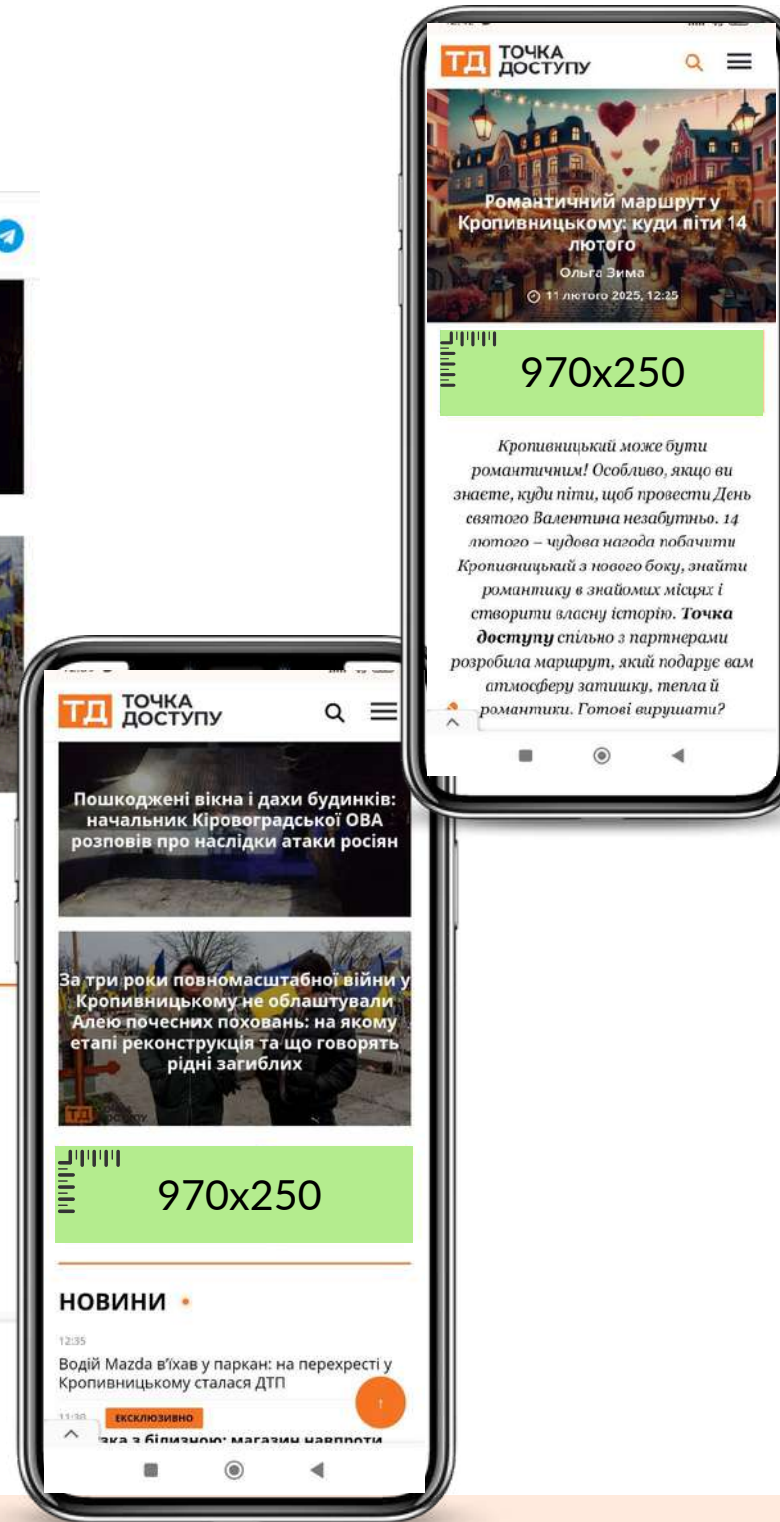 ТД ТОЧКА
ДОСТУПУ
Романтичний маршрут у
Кропивницькому: куди піти 14
лютого
Ольга Зима
11 лютого 2025, 12:25
970x250
Кропивницький може бути
романтичним! Особливо, якщо ви
знаєте, куди піти, щоб провести День
святого Валентина незабутньо. 14
лютого – чудова нагода побачити
Кропивницький з нового боку, знайти
романтику в знайомих місцях і
створити власну історію. Точка
доступу спільно з партнерами
розробила маршрут, який подарує вам
атмосферу затишку, тепла й
романтики. Готові вирушати?
ТД ТОЧКА
ДОСТУПУ
Пошкоджені вікна і дахи будинків:
начальник Кіровоградської ОВА
розповів про наслідки атаки росіян
За три роки повномасштабної війни у
Кропивницькому не облаштували
Алею почесних поховань: на якому
етапі реконструкція та що говорять
рідні загиблих
ТД ТОЧКА
ДОСТУПУ
970x250
НОВИНИ
12:35
Водій Mazda в'їхав у паркан: на перехресті у
Кропивницькому сталася ДТП
11:30 ЕКСКЛЮЗИВНО
з білизною: магазин навпроти